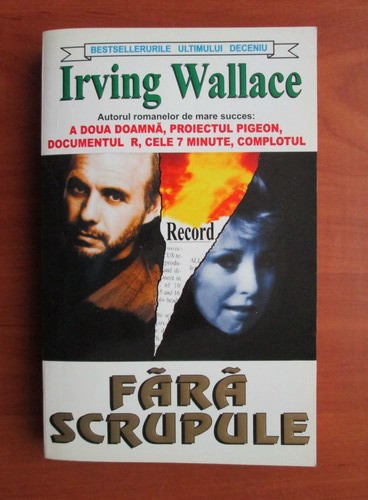 BESTSELLERURILE ULTIMULUI DECENIU
Irving Wallace
Autorul romanelor de mare succes:
A DOUA DOAMNĂ, PROIECTUL PIGEON,
DOCUMENTUL R, CELE 7 MINUTE, COMPLOTUL
Record
FĂRĂ
SCRUPULE